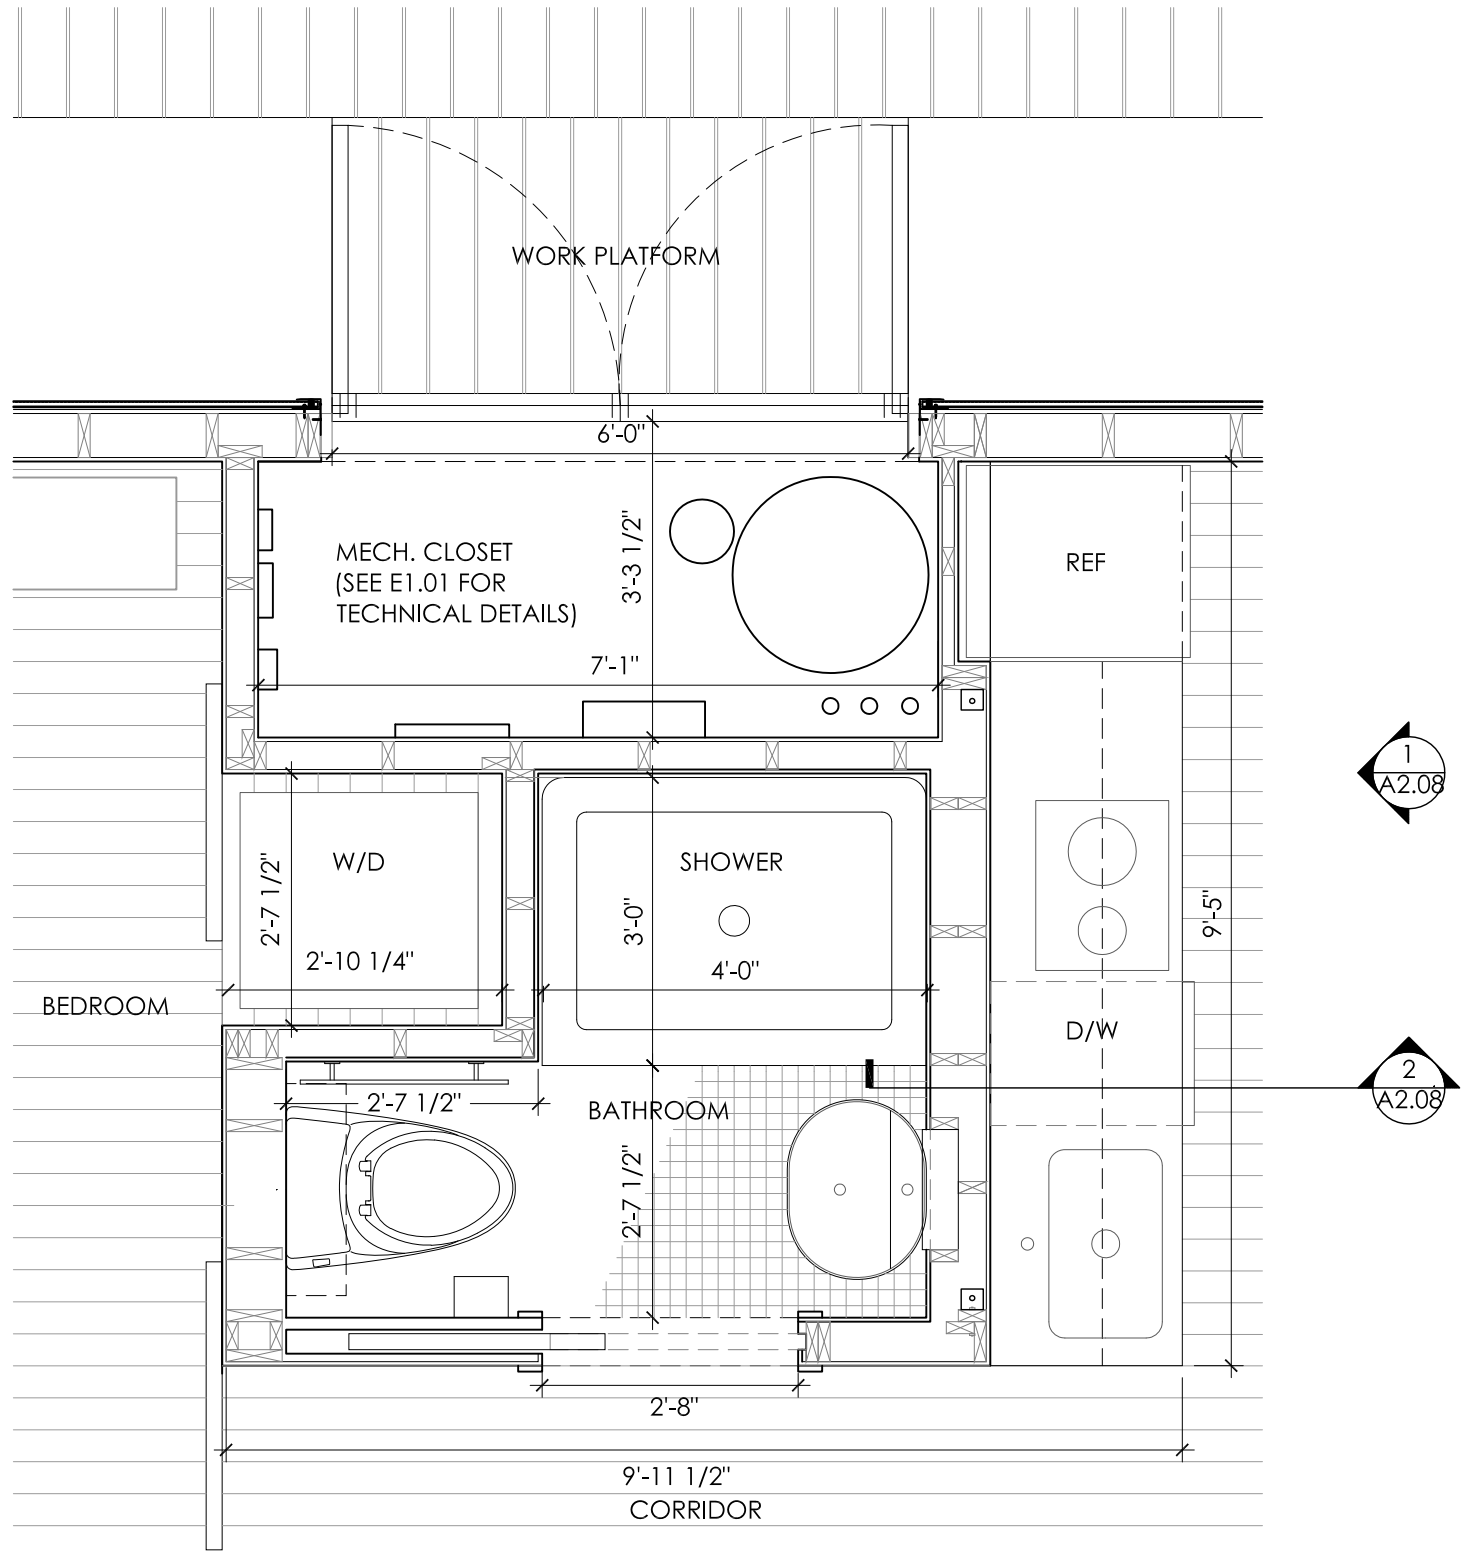 WORK PLATFORM
6'-0"
MECH. CLOSET
(SEE E1.01 FOR
TECHNICAL DETAILS)
3'-3 1/2"
REF
7'-1"
1
A2.08
W/D
SHOWER
2'-7 1/2"
3'-0"
9'-5"
2'-10 1/4"
4'-0"
BEDROOM
D/W
2
A2.08
2'-7 1/2"
BATHROOM
2'-7 1/2"
2'-8"
9'-11 1/2"
CORRIDOR